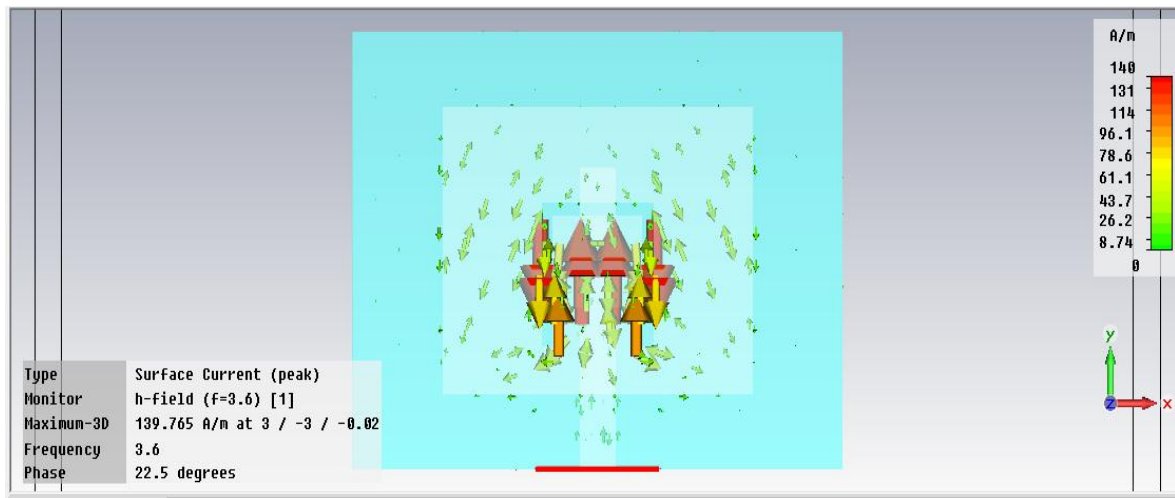 A/m
140
131
114
96.1
78.6
61.1
43.7
26.2
8.74
0
y
z
x
Type Surface Current (peak)
Monitor h-field (f=3.6) [1]
Maximum-3D 139.765 A/m at 3 / -3 / -0.02
Frequency 3.6
Phase 22.5 degrees